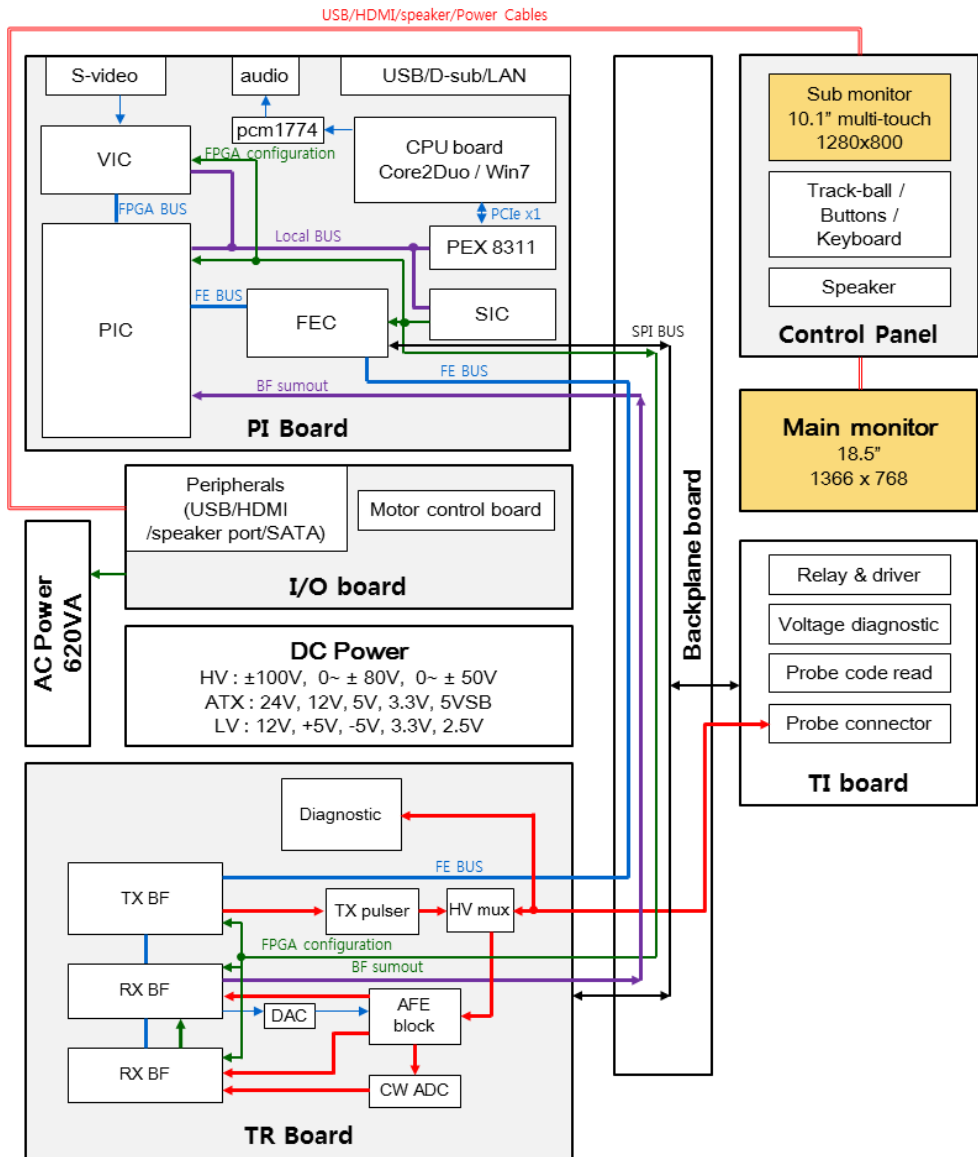 USB/HDMI/speaker/Power Cables
S-video
audio
USB/D-sub/LAN
pcm1774
FPGA configuration
VIC
CPU board
Core2Duo / Win7
FPGA BUS
PCIe x1
Local BUS
PEX 8311
PIC
FE BUS
FEC
SIC
SPI BUS
FE BUS
BF sumout
PI Board
Sub monitor
10.1” multi-touch
1280x800
Track-ball /
Buttons /
Keyboard
Speaker
Control Panel
Main monitor
18.5”
1366 x 768
Peripherals
(USB/HDMI
/speaker port/SATA)
Motor control board
I/O board
AC Power
620VA
Backplane board
DC Power
HV : ±100V, 0~ ± 80V, 0~ ± 50V
ATX : 24V, 12V, 5V, 3.3V, 5VSB
LV : 12V, +5V, -5V, 3.3V, 2.5V
Relay & driver
Voltage diagnostic
Probe code read
Probe connector
TI board
Diagnostic
FE BUS
TX BF
TX pulser
HV mux
FPGA configuration
BF sumout
RX BF
DAC
AFE
block
RX BF
CW ADC
TR Board